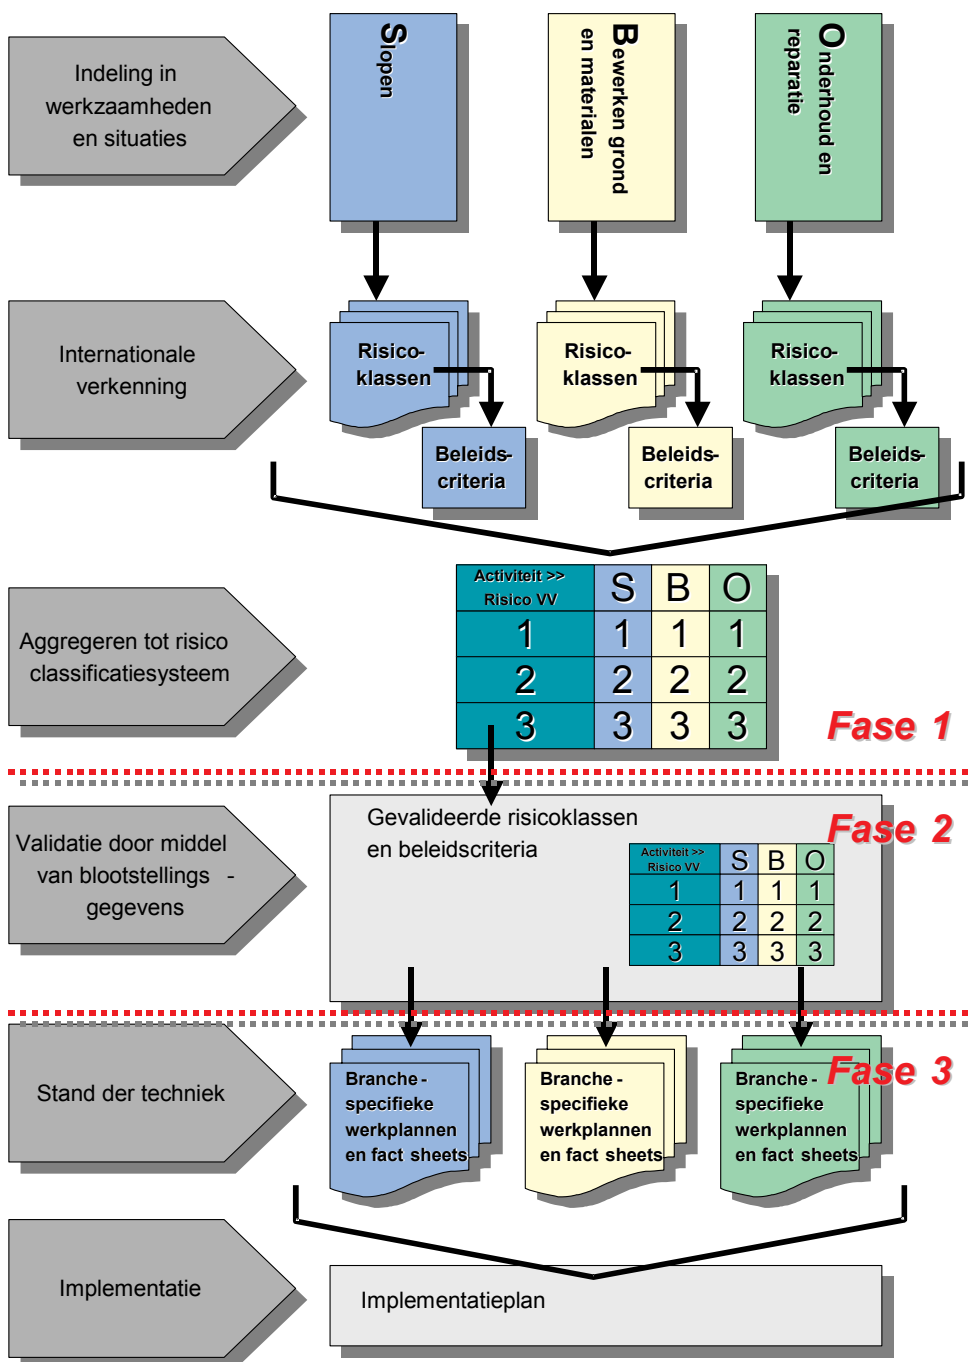 Indeling in
werkzaamheden
en situaties
Slopen
Bewerken grond
en materialen
Onderhoud en
reparatie
Internationale
verkenning
Risico-
klassen
Beleids-
criteria
Risico-
klassen
Beleids-
criteria
Risico-
klassen
Beleids-
criteria
Aggregeren tot risico
classificatiesysteem
Activiteit >> S B O
Risico VV
1 1 1 1
2 2 2 2
3 3 3 3
Fase 1
Validatie door middel
van blootstellings -
gegevens
Gevalideerde risicoklassen
en beleidscriteria
Fase 2
Activiteit >> S B O
Risico VV
1 1 1 1
2 2 2 2
3 3 3 3
Stand der techniek
Branche -
specifieke
werkplannen
en fact sheets
Branche -
specifieke
werkplannen
en fact sheets
Branche -
specifieke
werkplannen
en fact sheets
Fase 3
Implementatie
Implementatieplan